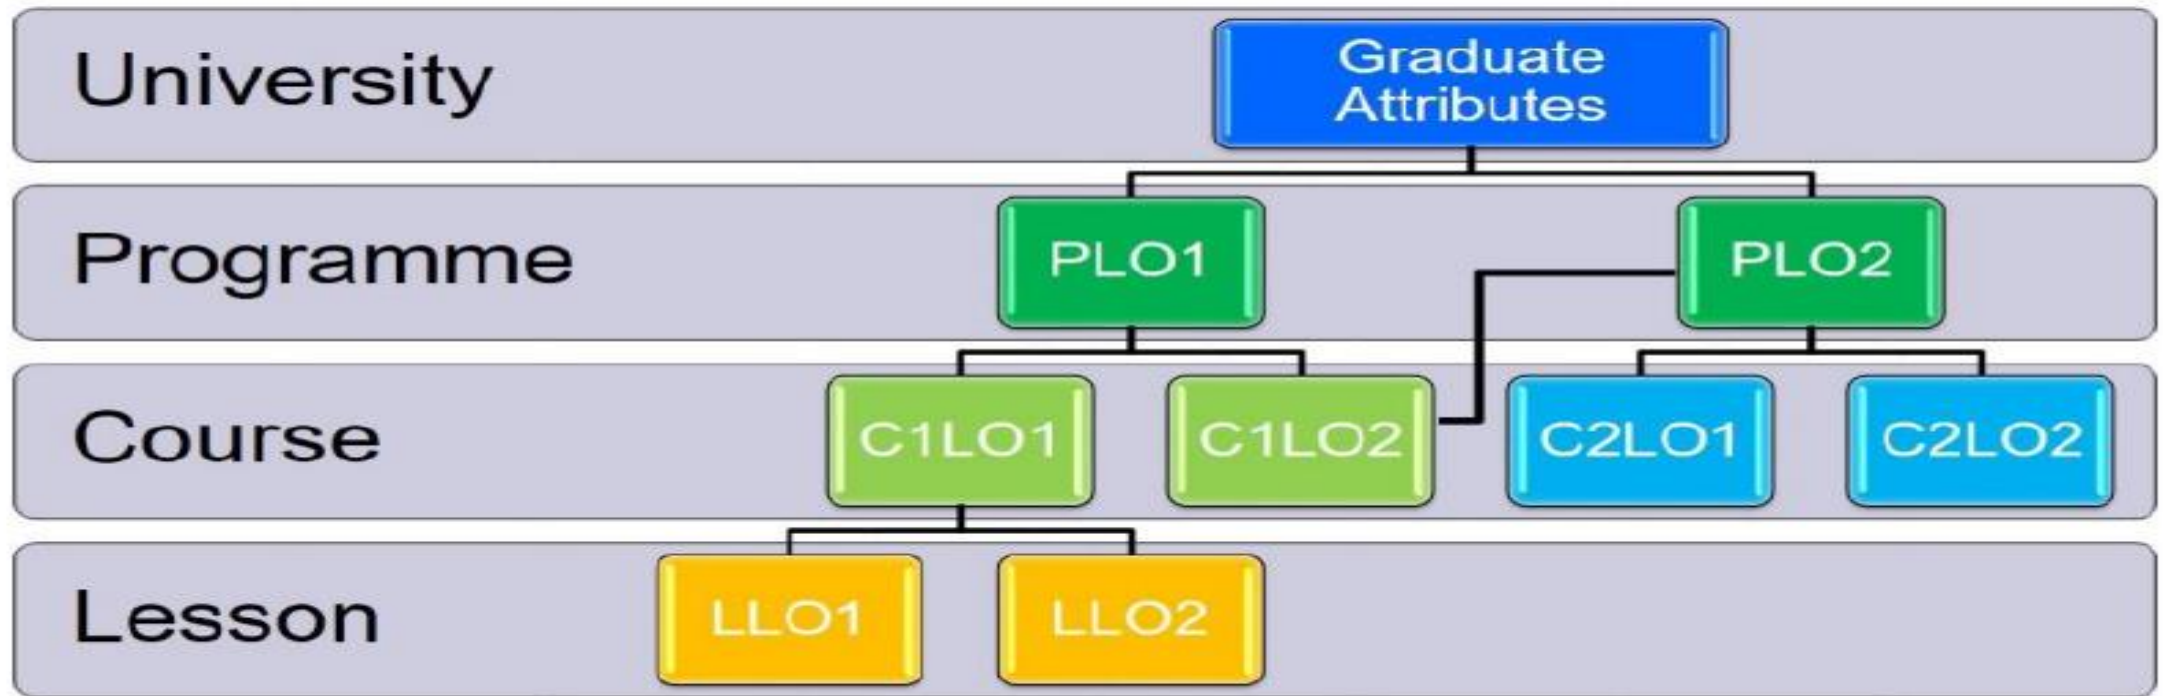 University
Graduate
Attributes
Programme
PLO1
PLO2
Course
C1LO1
C1LO2
C2LO1
C2LO2
Lesson
LLO1
LLO2